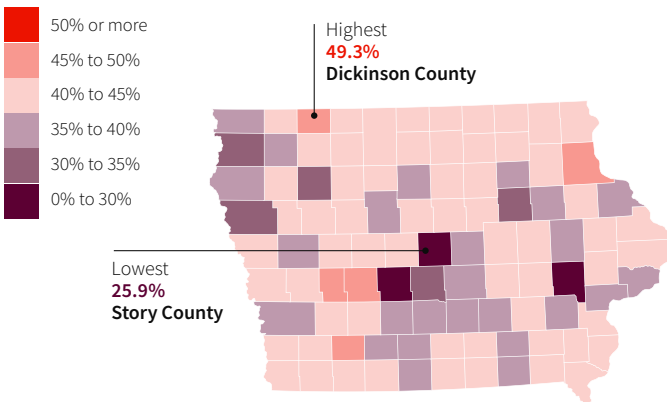 50% or more
45% to 50%
40% to 45%
35% to 40%
30% to 35%
0% to 30%
Highest
49.3%
Dickinson County
Lowest
25.9%
Story County